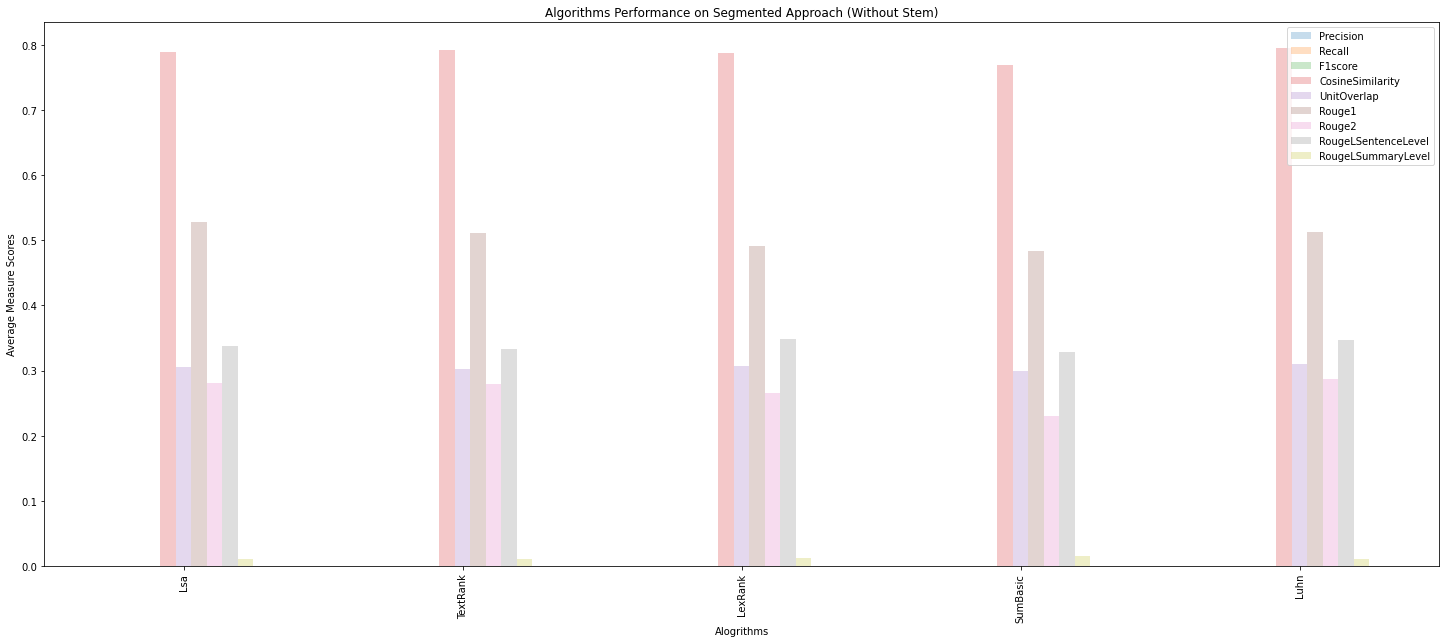 Algorithms Performance on Segmented Approach (Without Stem)
Precision
Recall
F1score
CosineSimilarity
UnitOverlap
Rouge1
Rouge2
RougeLSentenceLevel
RougeLSummaryLevel
Average Measure Scores
0.8
0.7
0.6
0.5
0.4
0.3
0.2
0.1
0.0
Lsa
TextRank
LexRank
SumBasic
Luhn
Alogrithms